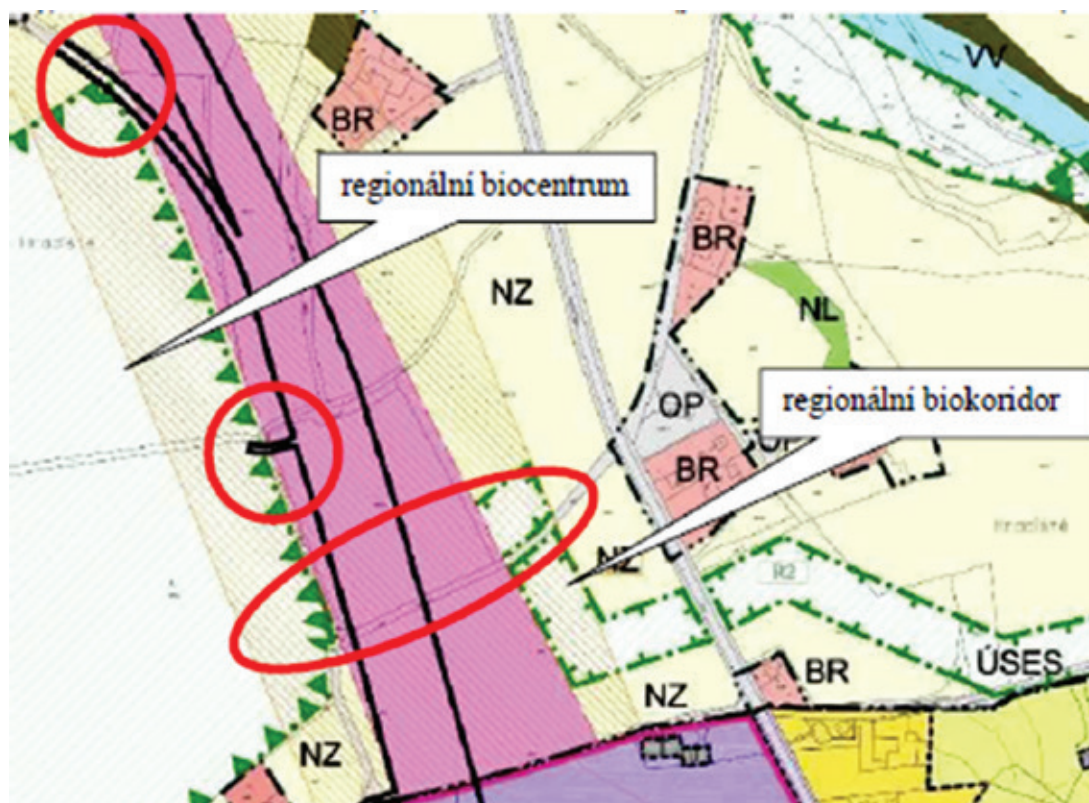 VV
BR
regionální biocentrum
BR
NZ
NL
OP
regionální biokoridor
BR
NZ
R2
ÚSES
BR
NZ
NZ